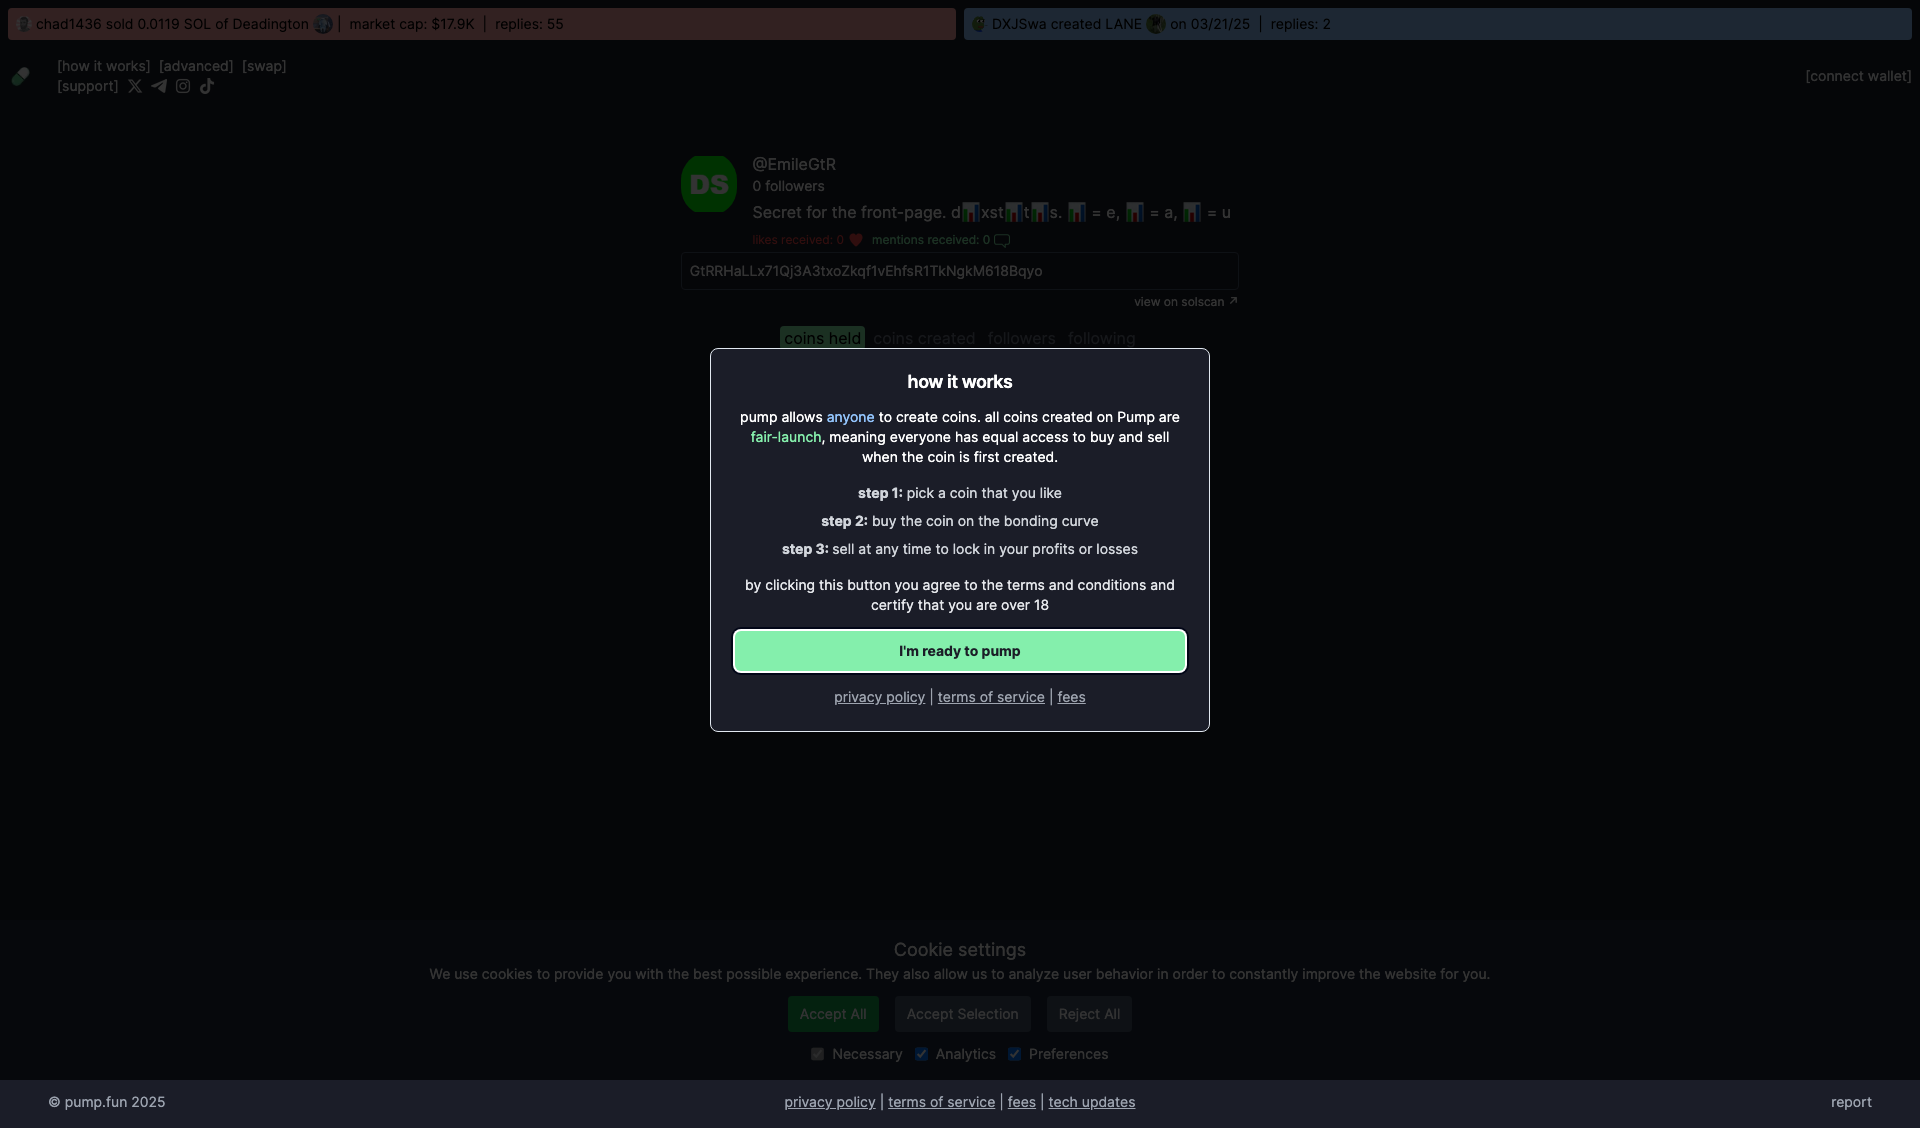 chad1436 sold 0.0119 SOL of Deadington | market cap: $17.9K | replies: 55
DXJSwa created LANE on 03/21/25 | replies: 2
[how it works] [advanced] [swap]
[support]
[connect wallet]
DS
@EmileGtR
0 followers
Secret for the front-page. d📊xst📊t📊s. 📊 = e, 📊 = a, 📊 = u
likes received: 0
mentions received: 0
GtRRHaLLx71Qj3A3txoZkqf1vEhfsR1TkNgkM618Bqyo
view on solscan ↗
coins held coins created followers following
how it works
pump allows anyone to create coins. all coins created on Pump are
fair-launch, meaning everyone has equal access to buy and sell
when the coin is first created.
step 1: pick a coin that you like
step 2: buy the coin on the bonding curve
step 3: sell at any time to lock in your profits or losses
by clicking this button you agree to the terms and conditions and
certify that you are over 18
I'm ready to pump
privacy policy | terms of service | fees
Cookie settings
We use cookies to provide you with the best possible experience. They also allow us to analyze user behavior in order to constantly improve the website for you.
Accept All
Accept Selection
Reject All
Necessary Analytics Preferences
© pump.fun 2025
privacy policy | terms of service | fees | tech updates
report